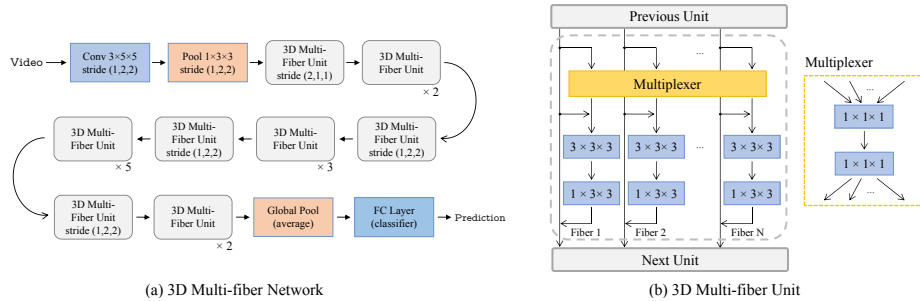 Video
Conv 3×5×5
stride (1,2,2)
Pool 1×3×3
stride (1,2,2)
3D Multi-
Fiber Unit
stride (2,1,1)
3D Multi-
Fiber Unit
× 2
3D Multi-
Fiber Unit
× 5
3D Multi-
Fiber Unit
stride (1,2,2)
3D Multi-
Fiber Unit
× 3
3D Multi-
Fiber Unit
stride (1,2,2)
3D Multi-
Fiber Unit
stride (1,2,2)
3D Multi-
Fiber Unit
× 2
Global Pool
(average)
FC Layer
(classifier)
Prediction
(a) 3D Multi-fiber Network
Previous Unit
...
Multiplexer
3 × 3× 3
3 × 3× 3
...
3 × 3× 3
1 × 3× 3
1 × 3× 3
1 × 3× 3
Fiber 1
Fiber 2
Fiber N
Next Unit
Multiplexer
...
1 × 1× 1
1 × 1× 1
...
(b) 3D Multi-fiber Unit